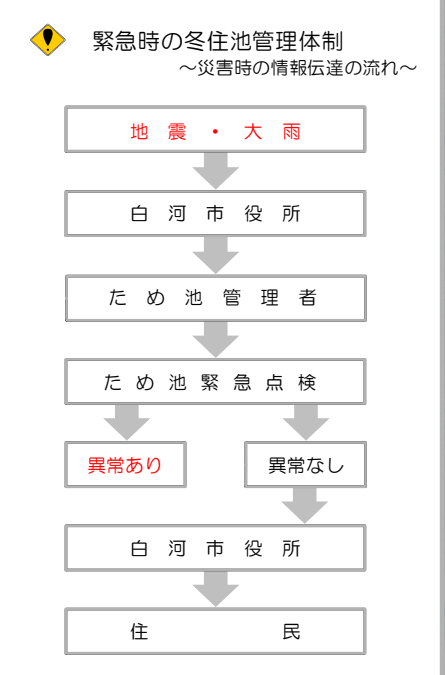 緊急時の冬住池管理体制
～災害時の情報伝達の流れ～
地震・大雨
白河市役所
ため池管理者
ため池緊急点検
異常あり 異常なし
白河市役所
住民